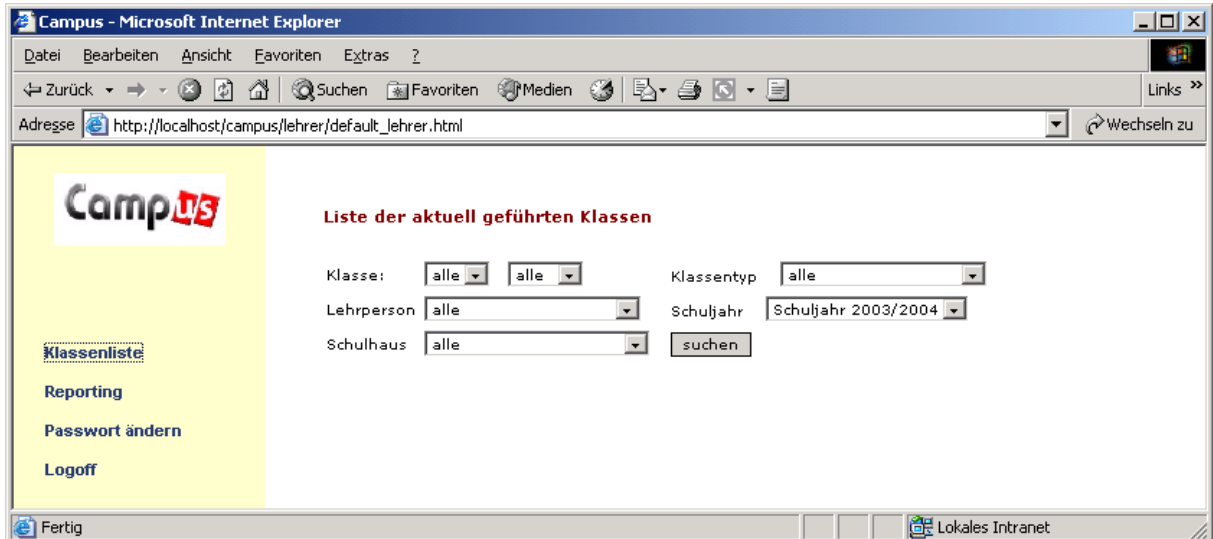 Campus - Microsoft Internet Explorer
Datei Bearbeiten Ansicht Favoriten Extras ?
Zurück Suchen Favoriten Medien Links »
Adresse http://localhost/campus/lehrer/default_lehrer.html Wechseln zu
Campus
Liste der aktuell geführten Klassen
Klasse: alle alle Klassentyp alle
Lehrperson alle Schuljahr Schuljahr 2003/2004
Schulhaus alle suchen
Klassenliste
Reporting
Passwort ändern
Logoff
Fertig Lokales Intranet